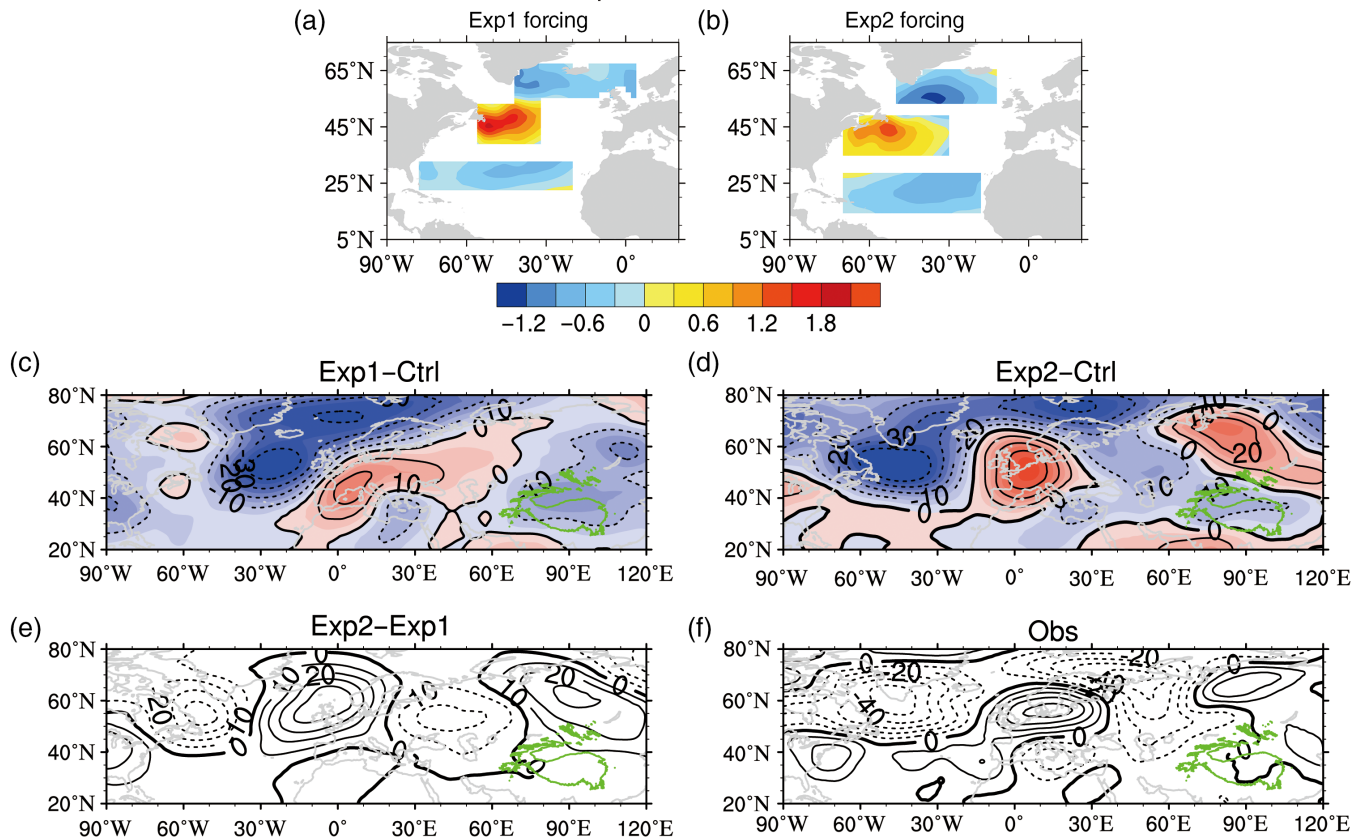 (a) Exp1 forcing (b) Exp2 forcing
65°N 65°N
45°N 45°N
25°N 25°N
5°N 5°N
90°W 60°W 30°W 0° 90°W 60°W 30°W 0°
−1.2 −0.6 0 0.6 1.2 1.8
(c) Exp1−Ctrl (d) Exp2−Ctrl
80°N 80°N
60°N 60°N
40°N 40°N
20°N 20°N
90°W 60°W 30°W 0° 30°E 60°E 90°E 120°E 90°W 60°W 30°W 0° 30°E 60°E 90°E 120°E
(e) Exp2−Exp1 (f) Obs
80°N 80°N
60°N 60°N
40°N 40°N
20°N 20°N
90°W 60°W 30°W 0° 30°E 60°E 90°E 120°E 90°W 60°W 30°W 0° 30°E 60°E 90°E 120°E